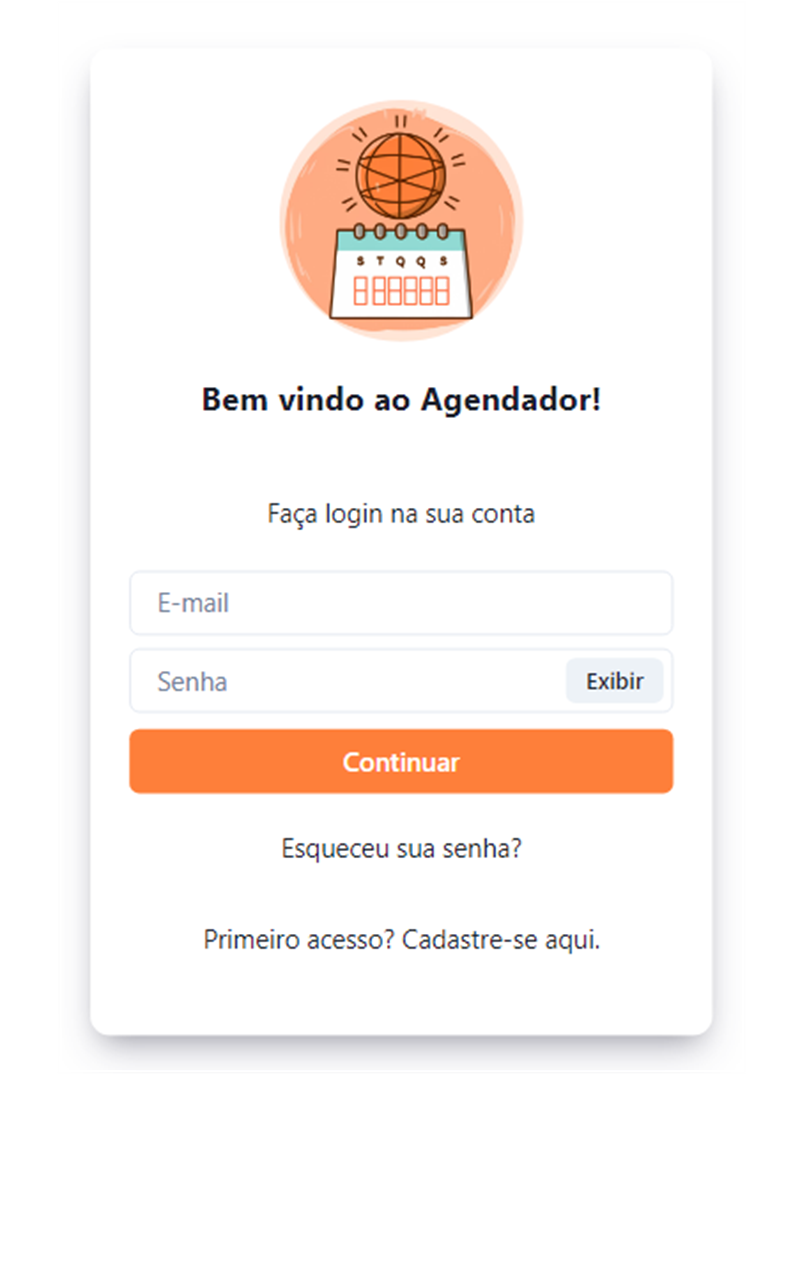 S T Q Q S
Bem vindo ao Agendador!
Faça login na sua conta
E-mail
Senha
Exibir
Continuar
Esqueceu sua senha?
Primeiro acesso? Cadastre-se aqui.